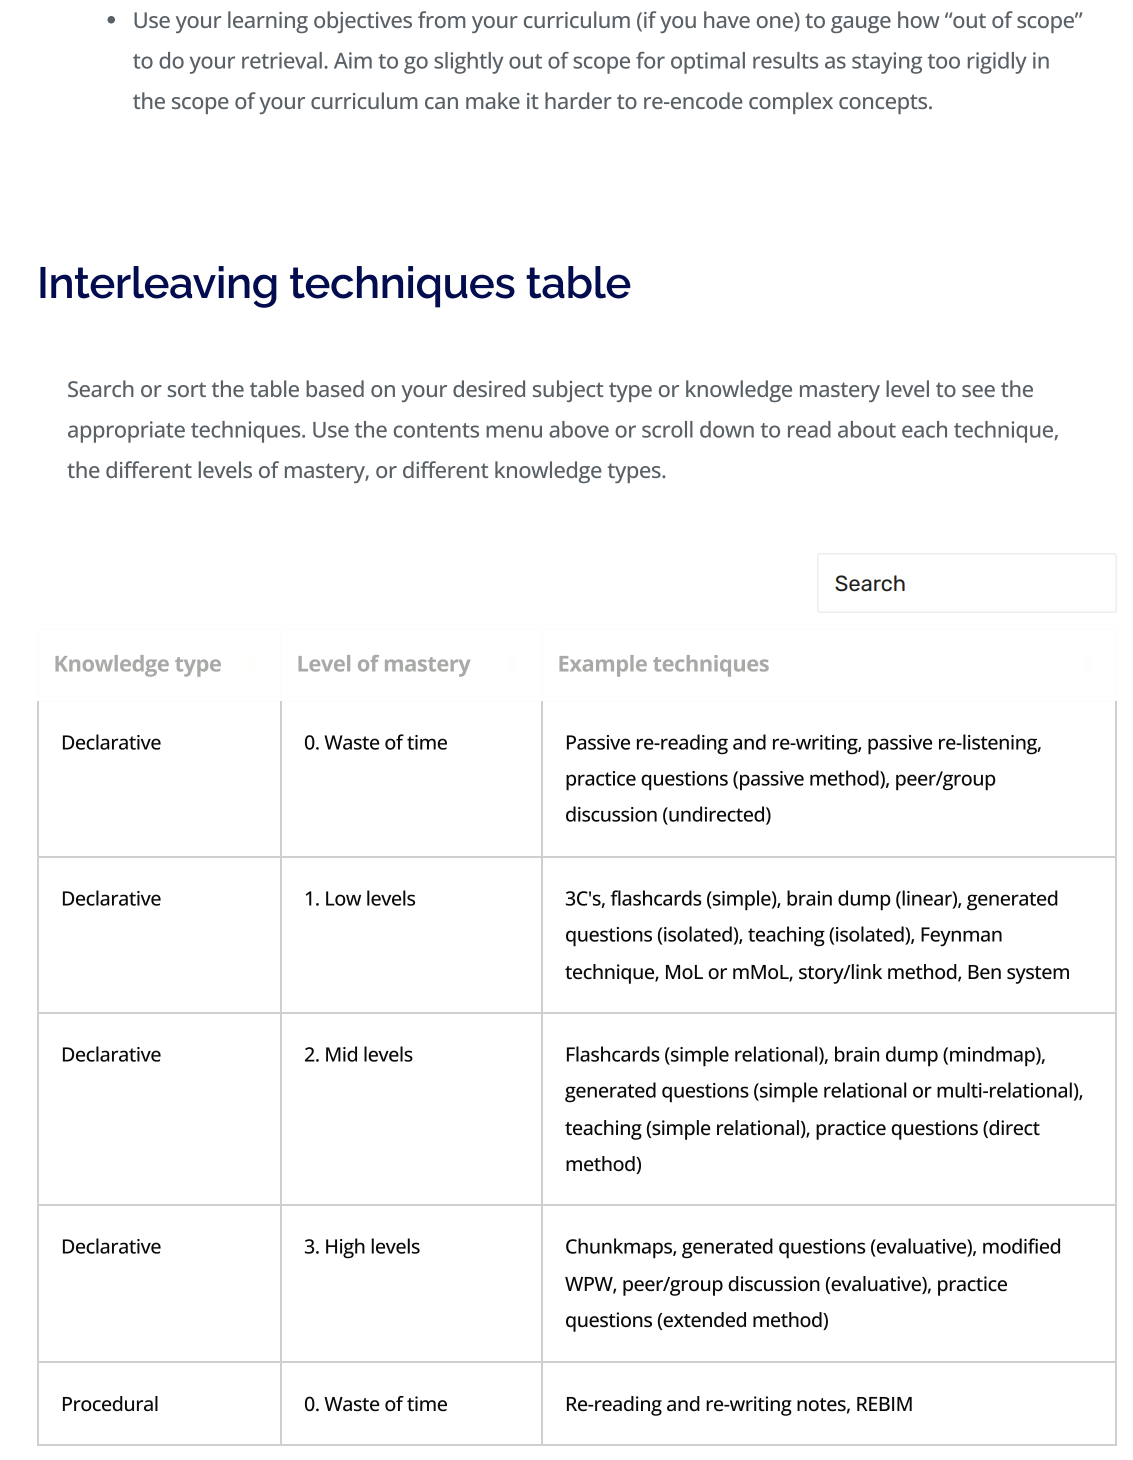 • Use your learning objectives from your curriculum (if you have one) to gauge how “out of scope”
to do your retrieval. Aim to go slightly out of scope for optimal results as staying too rigidly in
the scope of your curriculum can make it harder to re-encode complex concepts.
Interleaving techniques table
Search or sort the table based on your desired subject type or knowledge mastery level to see the
appropriate techniques. Use the contents menu above or scroll down to read about each technique,
the different levels of mastery, or different knowledge types.
Search
Knowledge type Level of mastery Example techniques
Declarative 0. Waste of time Passive re-reading and re-writing, passive re-listening,
practice questions (passive method), peer/group
discussion (undirected)
Declarative 1. Low levels 3C's, flashcards (simple), brain dump (linear), generated
questions (isolated), teaching (isolated), Feynman
technique, MoL or mMoL, story/link method, Ben system
Declarative 2. Mid levels Flashcards (simple relational), brain dump (mindmap),
generated questions (simple relational or multi-relational),
teaching (simple relational), practice questions (direct
method)
Declarative 3. High levels Chunkmaps, generated questions (evaluative), modified
WPW, peer/group discussion (evaluative), practice
questions (extended method)
Procedural 0. Waste of time Re-reading and re-writing notes, REBIM